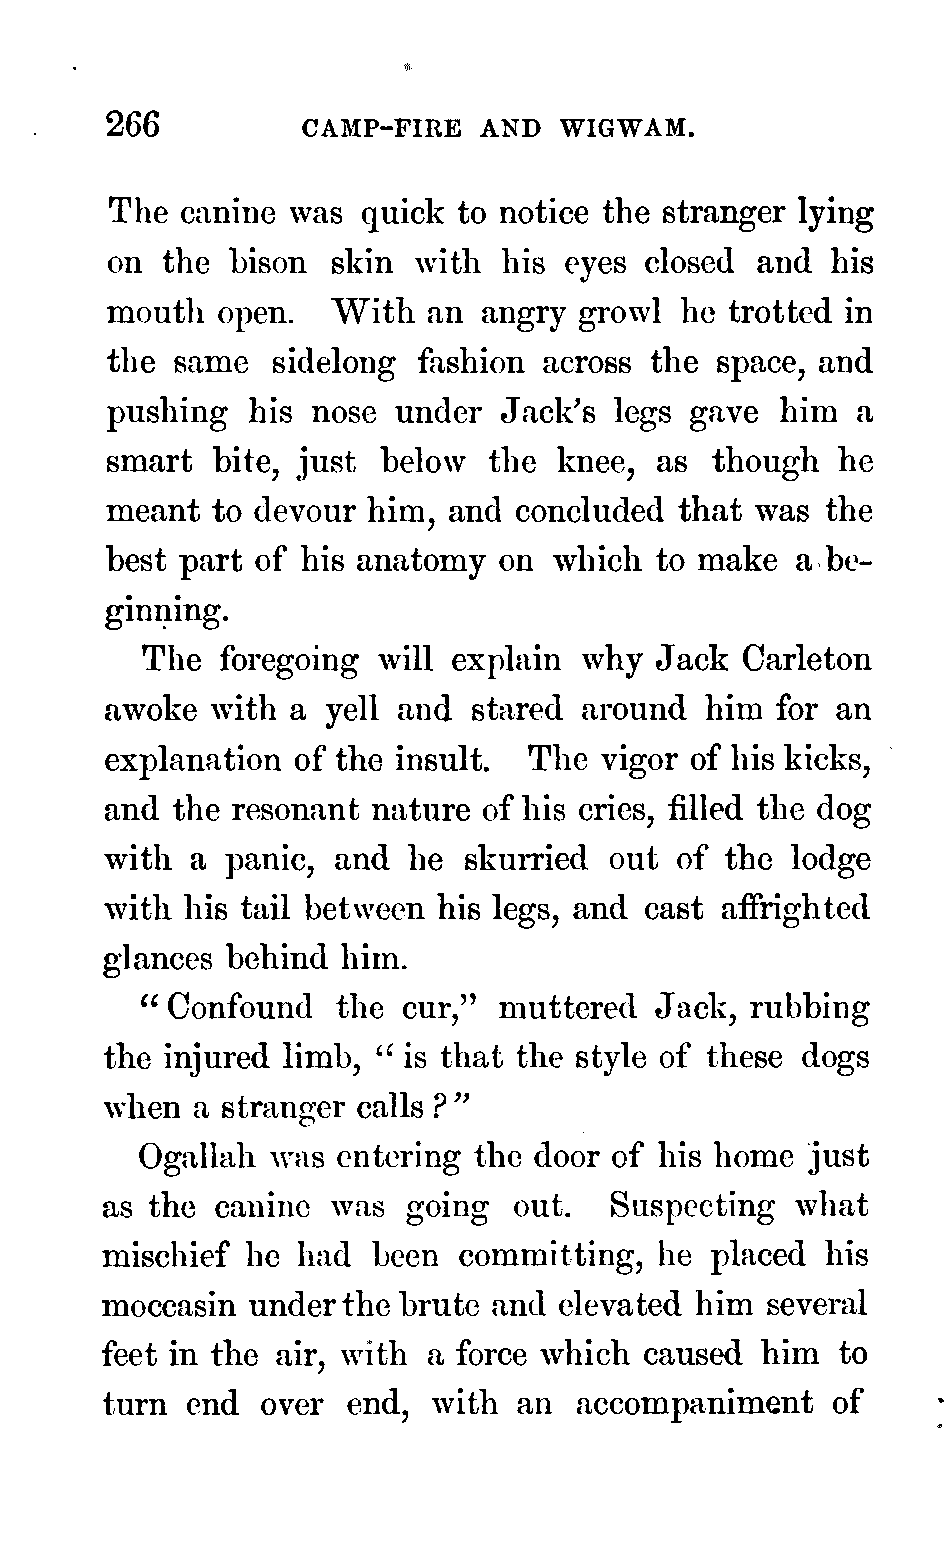 266 CAMP-FIRE AND WIGWAM.
The canine was quick to notice the stranger lying
on the bison skin with his eyes closed and his
mouth open. With an angry growl he trotted in
the same sidelong fashion across the space, and
pushing his nose under Jack's legs gave him a
smart bite, just below the knee, as though he
meant to devour him, and concluded that was the
best part of his anatomy on which to make a be-
ginning.
The foregoing will explain why Jack Carleton
awoke with a yell and stared around him for an
explanation of the insult. The vigor of his kicks,
and the resonant nature of his cries, filled the dog
with a panic, and he skurried out of the lodge
with his tail between his legs, and cast affrighted
glances behind him.
"Confound the cur," muttered Jack, rubbing
the injured limb, "is that the style of these dogs
when a stranger calls?"
Ogallah was entering the door of his home just
as the canine was going out. Suspecting what
mischief he had been committing, he placed his
moccasin under the brute and elevated him several
feet in the air, with a force which caused him to
turn end over end, with an accompaniment of